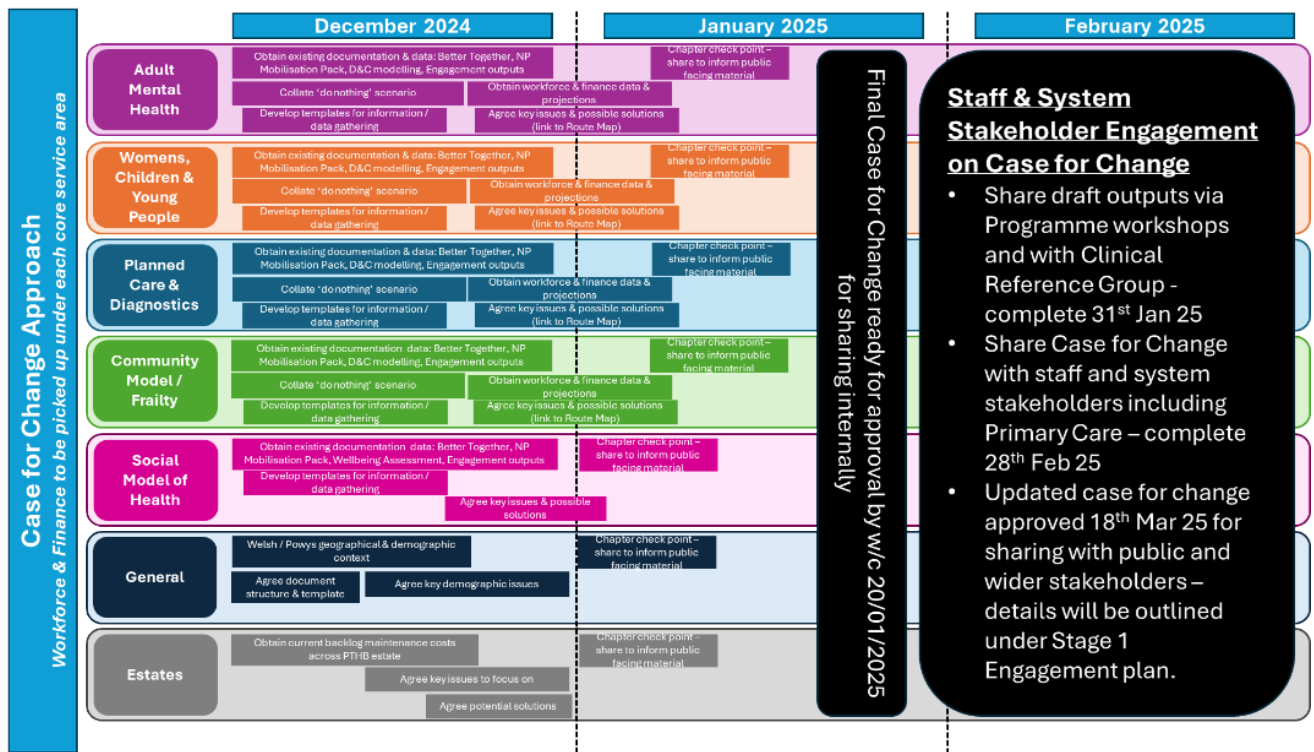 Case for Change Approach
Workforce & Finance to be picked up under each core service area
December 2024
January 2025
February 2025
Adult
Mental
Health
Obtain existing documentation & data: Better Together, NP
Mobilisation Pack, D&C modelling, Engagement outputs
Collate 'do nothing' scenario
Develop templates for information /
data gathering
Obtain workforce & finance data &
projections
Agree key issues & possible solutions
(link to Route Map)
Chapter check point –
share to inform public
facing material
Womens,
Children &
Young
People
Obtain existing documentation & data: Better Together, NP
Mobilisation Pack, D&C modelling, Engagement outputs
Collate 'do nothing' scenario
Develop templates for information /
data gathering
Obtain workforce & finance data &
projections
Agree key issues & possible solutions
(link to Route Map)
Chapter check point –
share to inform public
facing material
Planned
Care &
Diagnostics
Obtain existing documentation & data: Better Together, NP
Mobilisation Pack, D&C modelling, Engagement outputs
Collate 'do nothing' scenario
Develop templates for information /
data gathering
Obtain workforce & finance data &
projections
Agree key issues & possible solutions
(link to Route Map)
Chapter check point –
share to inform public
facing material
Community
Model /
Frailty
Obtain existing documentation data: Better Together, NP
Mobilisation Pack, D&C modelling, Engagement outputs
Collate 'do nothing' scenario
Develop templates for information /
data gathering
Obtain workforce & finance data &
projections
Agree key issues & possible solutions
(link to Route Map)
Chapter check point –
share to inform public
facing material
Social
Model of
Health
Obtain existing documentation data: Better Together, NP
Mobilisation Pack, Wellbeing Assessment, Engagement outputs
Develop templates for information /
data gathering
Agree key issues & possible
solutions
Chapter check point –
share to inform public
facing material
General
Welsh / Powys geographical & demographic
context
Agree document
structure & template
Agree key demographic issues
Chapter check point –
share to inform public
facing material
Estates
Obtain current backlog maintenance costs
across PTHB estate
Agree key issues to focus on
Agree potential solutions
Chapter check point –
share to inform public
facing material
Final Case for Change ready for approval by w/c 20/01/2025
for sharing internally
Staff & System
Stakeholder Engagement
on Case for Change
• Share draft outputs via
Programme workshops
and with Clinical
Reference Group -
complete 31st Jan 25
• Share Case for Change
with staff and system
stakeholders including
Primary Care – complete
28th Feb 25
• Updated case for change
approved 18th Mar 25 for
sharing with public and
wider stakeholders –
details will be outlined
under Stage 1
Engagement plan.